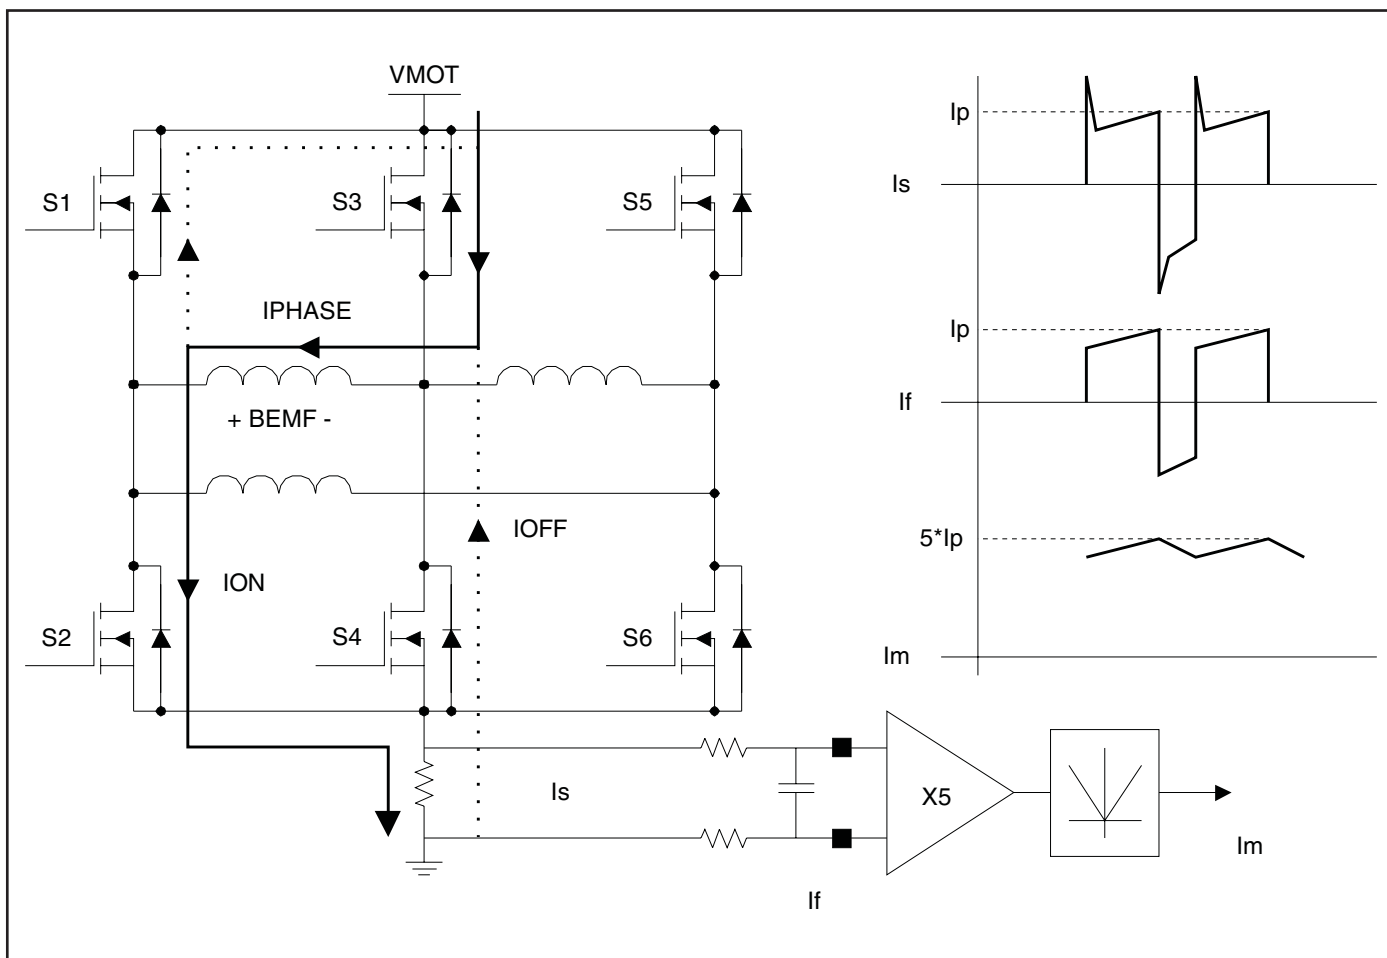 VMOT
S1
S3
S5
IPHASE
+ BEMF -
IOFF
ION
S2
S4
S6
Is
If
X5
Im
Ip
Is
Ip
If
5*Ip
Im